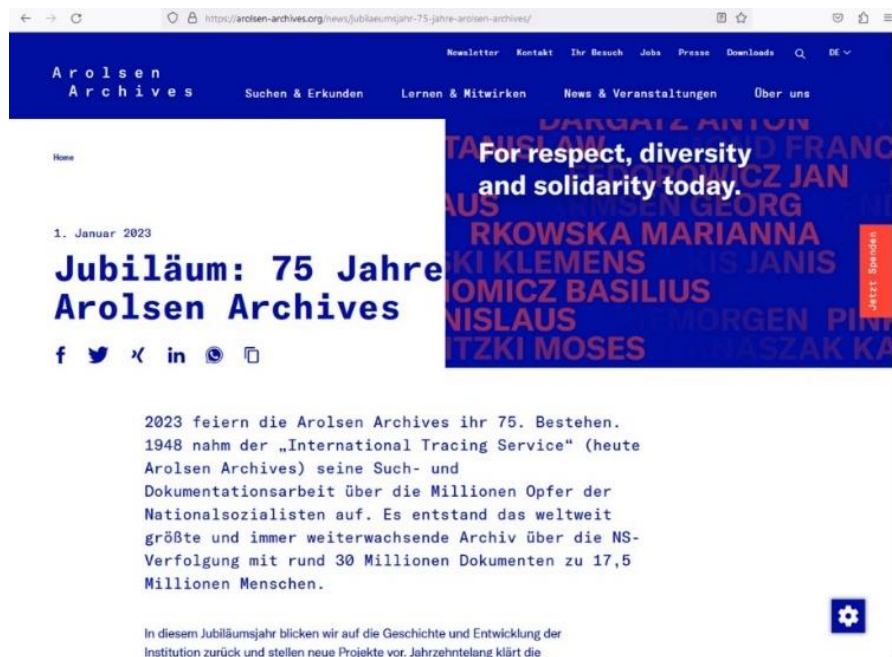 https://arolsen-archives.org/news/jubilaeumsjahr-75-jahre-arolsen-archives/
Newsletter Kontakt Ihr Besuch Jobs Presse Downloads DE
Arolsen
Archives
Suchen & Erkunden Lernen & Mitwirken News & Veranstaltungen Über uns
Home
DARGATZ ANTON
For respect, diversity
and solidarity today.
JAN
LAUS GEORG
RKOWSKA MARIANNA
KLEMENS JANIS
BASILIUS
NISLAUS
MOSES
Jetzt Spenden
1. Januar 2023
Jubiläum: 75 Jahre
Arolsen Archives
2023 feiern die Arolsen Archives ihr 75. Bestehen.
1948 nahm der „International Tracing Service“ (heute
Arolsen Archives) seine Such- und
Dokumentationsarbeit über die Millionen Opfer der
Nationalsozialisten auf. Es entstand das weltweit
größte und immer weiterwachsende Archiv über die NS-
Verfolgung mit rund 30 Millionen Dokumenten zu 17,5
Millionen Menschen.
In diesem Jubiläumsjahr blicken wir auf die Geschichte und Entwicklung der
Institution zurück und stellen neue Projekte vor. Jahrzehntelang klärt die